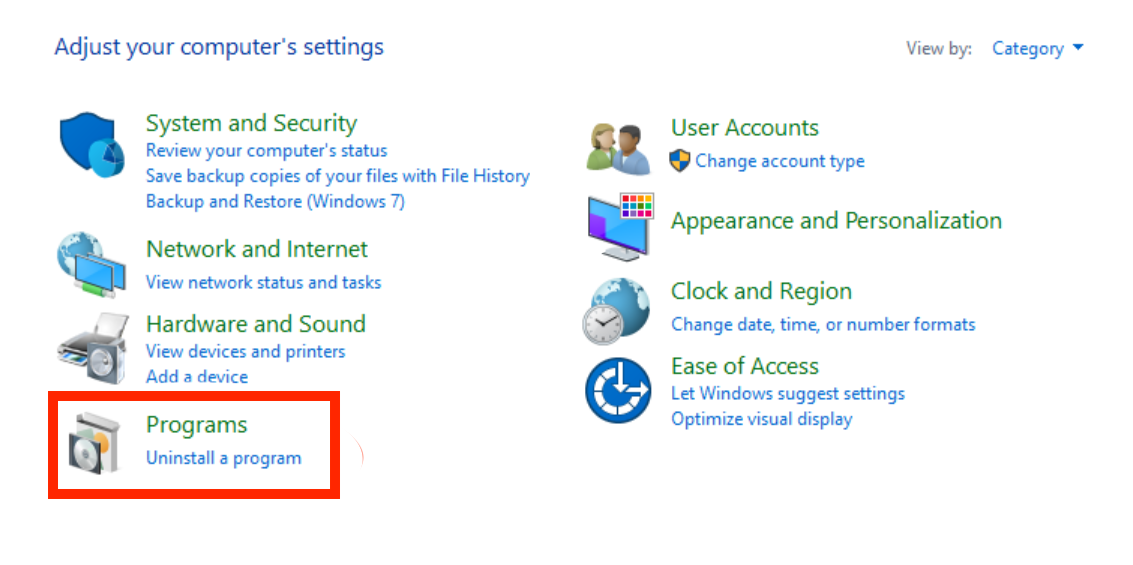 Adjust your computer's settings
View by: Category
System and Security
Review your computer's status
Save backup copies of your files with File History
Backup and Restore (Windows 7)
Network and Internet
View network status and tasks
Hardware and Sound
View devices and printers
Add a device
Programs
Uninstall a program
User Accounts
Change account type
Appearance and Personalization
Clock and Region
Change date, time, or number formats
Ease of Access
Let Windows suggest settings
Optimize visual display